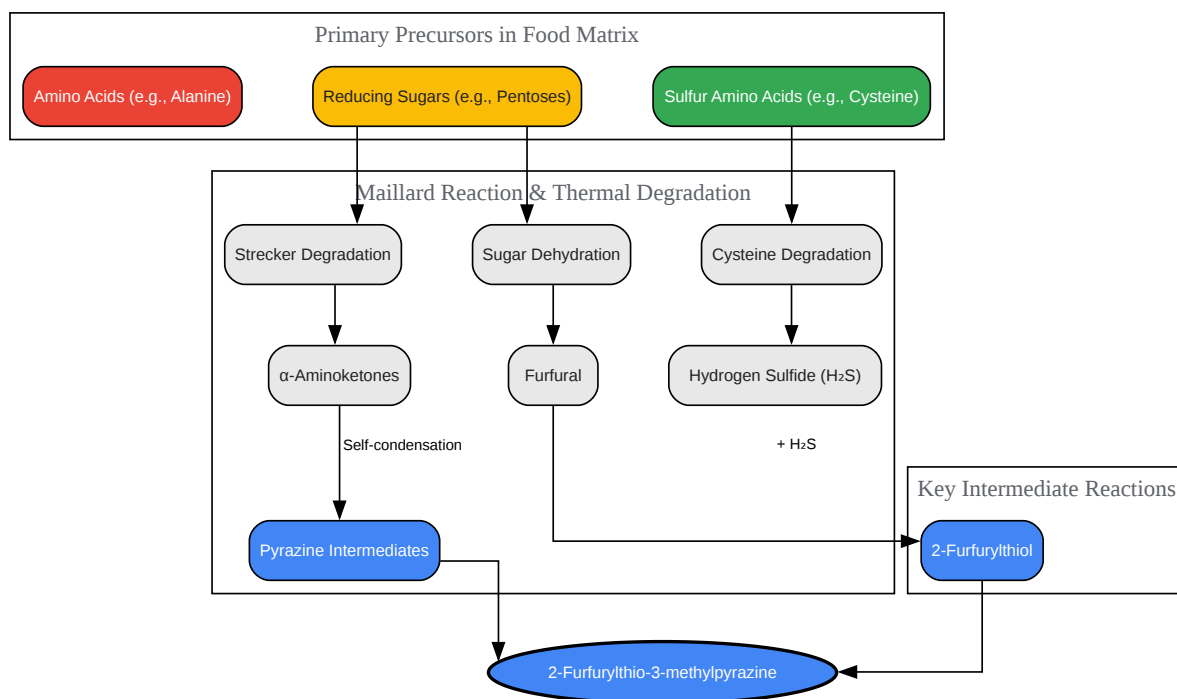 Primary Precursors in Food Matrix
Amino Acids (e.g., Alanine)
Reducing Sugars (e.g., Pentoses)
Sulfur Amino Acids (e.g., Cysteine)
Maillard Reaction & Thermal Degradation
Strecker Degradation
Sugar Dehydration
Cysteine Degradation
α-Aminoketones
Furfural
Hydrogen Sulfide (H₂S)
Self-condensation
+ H₂S
Key Intermediate Reactions
Pyrazine Intermediates
2-Furfurylthiol
2-Furfurylthio-3-methylpyrazine